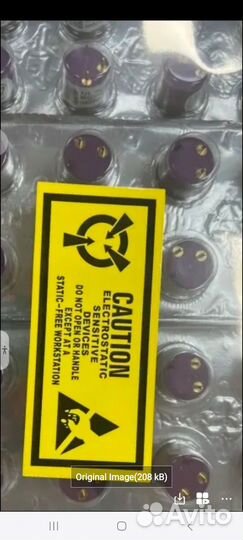 CAUTION
ELECTROSTATIC
SENSITIVE
DEVICES
DO NOT OPEN OR HANDLE
EXCEPT AT A
STATIC-FREE WORKSTATION
Original Image(208 kB)
Avito